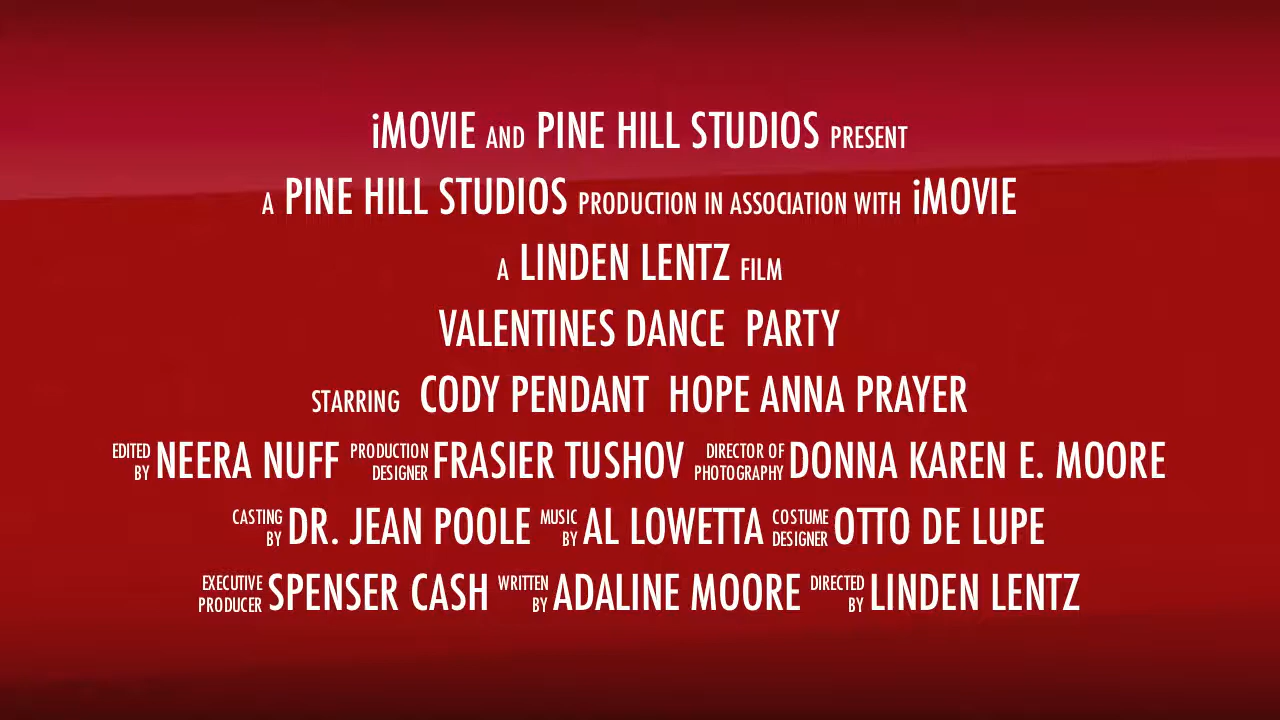 iMOVIE AND PINE HILL STUDIOS PRESENT
A PINE HILL STUDIOS PRODUCTION IN ASSOCIATION WITH iMOVIE
A LINDEN LENTZ FILM
VALENTINES DANCE PARTY
STARRING CODY PENDANT HOPE ANNA PRAYER
EDITED BY NEERA NUFF PRODUCTION DESIGNER FRASIER TUSHOV DIRECTOR OF PHOTOGRAPHY DONNA KAREN E. MOORE
CASTING BY DR. JEAN POOLE MUSIC BY AL LOWETTA COSTUME DESIGNER OTTO DE LUPE
EXECUTIVE PRODUCER SPENSER CASH WRITTEN BY ADALINE MOORE DIRECTED BY LINDEN LENTZ